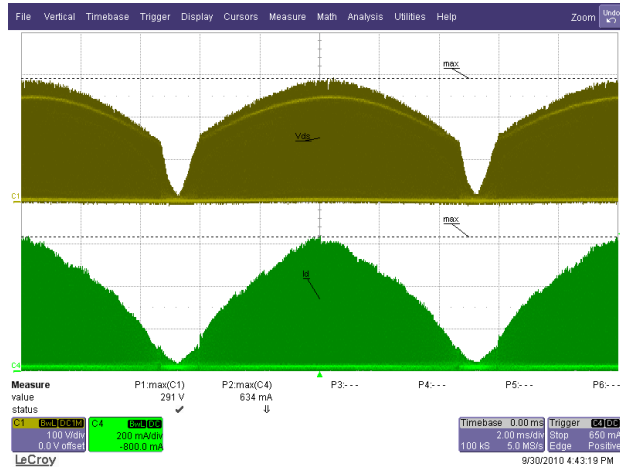 File Vertical Timebase Trigger Display Cursors Measure Math Analysis Utilities Help Zoom Undo
max
Vds
C1
max
Id
C4
Measure P1:max(C1) P2:max(C4) P3:--- P4:--- P5:--- P6:---
value 291 V 634 mA
status
C1 BwL DC1M C4 BwL DC Timebase 0.00 ms Trigger C4 DC
100 V/div 200 mA/div 2.00 ms/div Stop 650 mA
0.0 V offset -800.0 mA 100 kS 5.0 MS/s Edge Positive
LeCroy 9/30/2010 4:43:19 PM